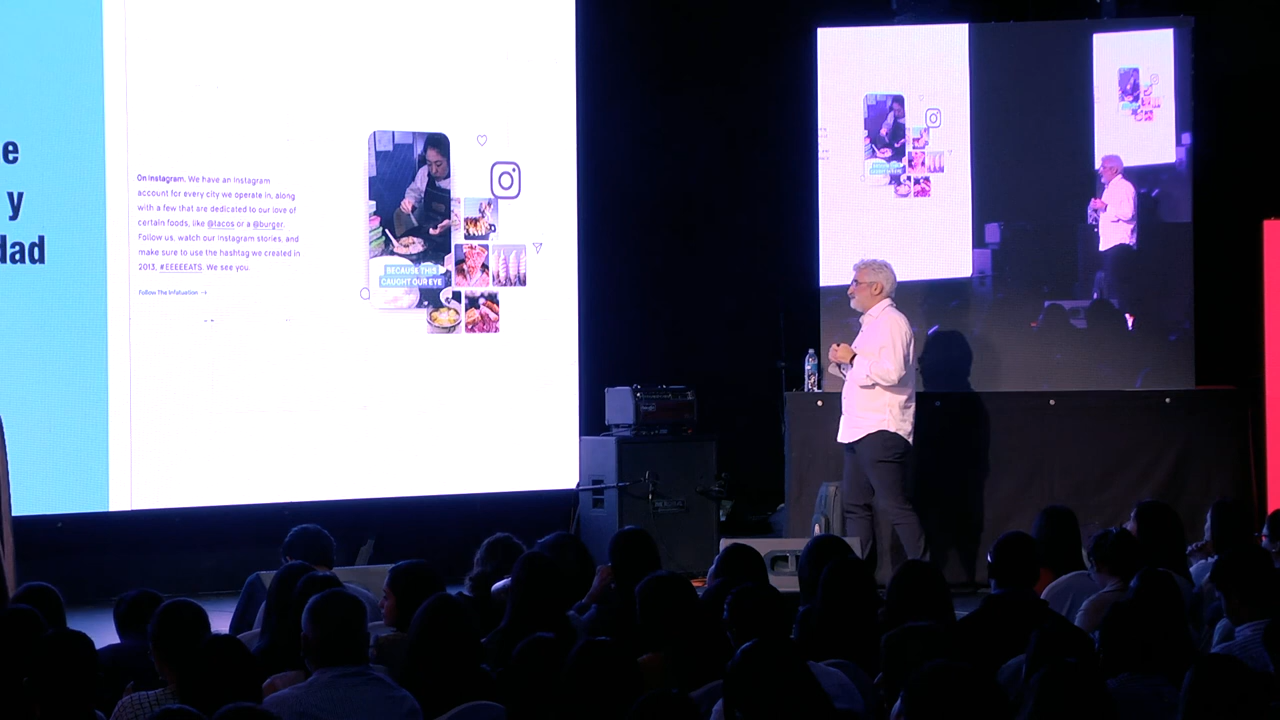 e
y
dad
On Instagram. We have an Instagram
account for every city we operate in, along
with a few that are dedicated to our love of
certain foods, like @tacos or a @burger.
Follow us, watch our Instagram stories, and
make sure to use the hashtag we created in
2013, #EEEEEATS. We see you.
Follow The Infatuation →
BECAUSE THIS
CAUGHT OUR EYE